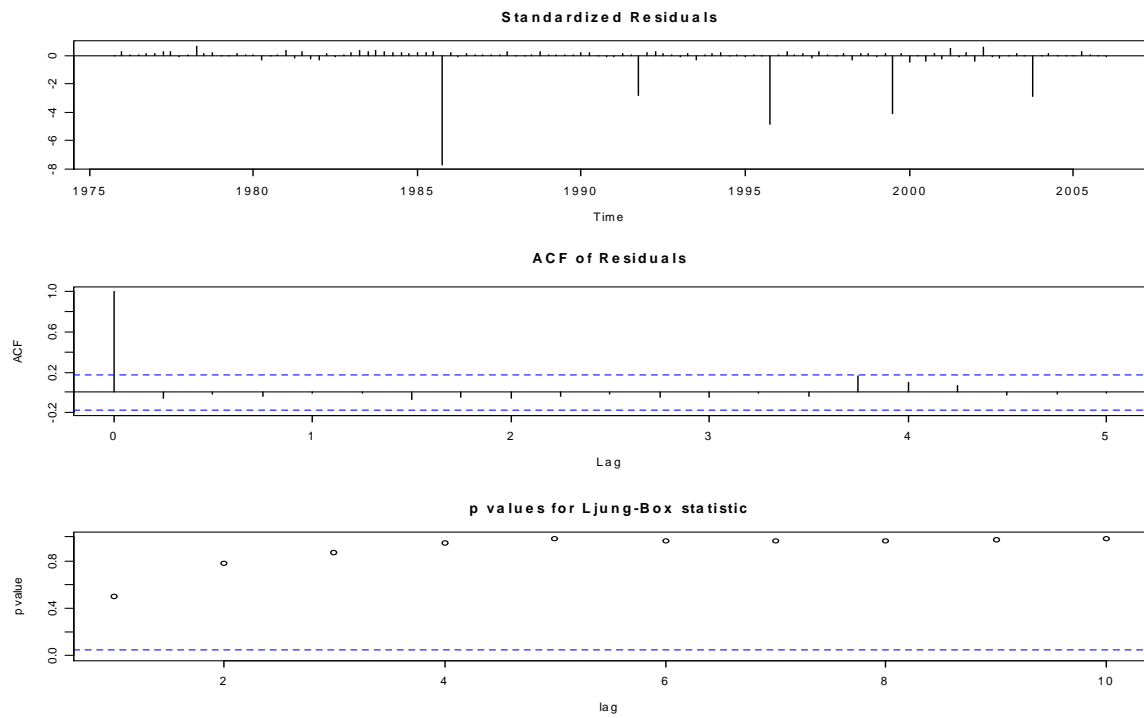 Standardized Residuals
0
-2
-4
-6
-8
1975 1980 1985 1990 1995 2000 2005
Time
ACF of Residuals
ACF
1.0
0.6
0.2
-0.2
0 1 2 3 4 5
Lag
p values for Ljung-Box statistic
p value
0.8
0.4
0.0
2 4 6 8 10
lag